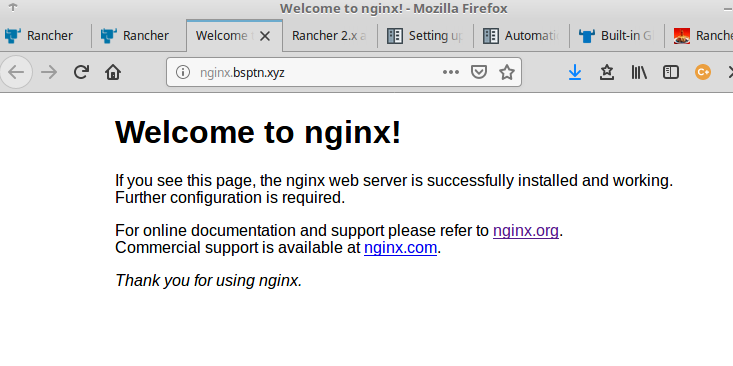 Welcome to nginx! - Mozilla Firefox
Rancher
Rancher
Welcome
Rancher 2.x a
Setting up
Automatin
Built-in G
Ranche
nginx.bsptn.xyz
Welcome to nginx!
If you see this page, the nginx web server is successfully installed and working.
Further configuration is required.
For online documentation and support please refer to nginx.org.
Commercial support is available at nginx.com.
Thank you for using nginx.